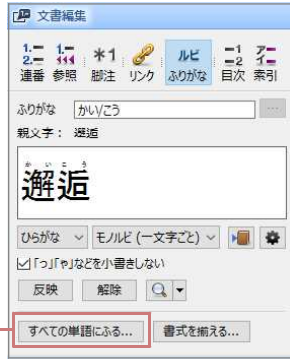 文書編集
連番 参照 脚注 リンク ルビ ふりがな 目次 索引
ふりがな かい/こう ...
親文字： 邂逅
かいこう
邂逅
ひらがな モノルビ (一文字ごと)
「っ」「ゃ」などを小書きしない
反映 解除
すべての単語にふる... 書式を揃える...